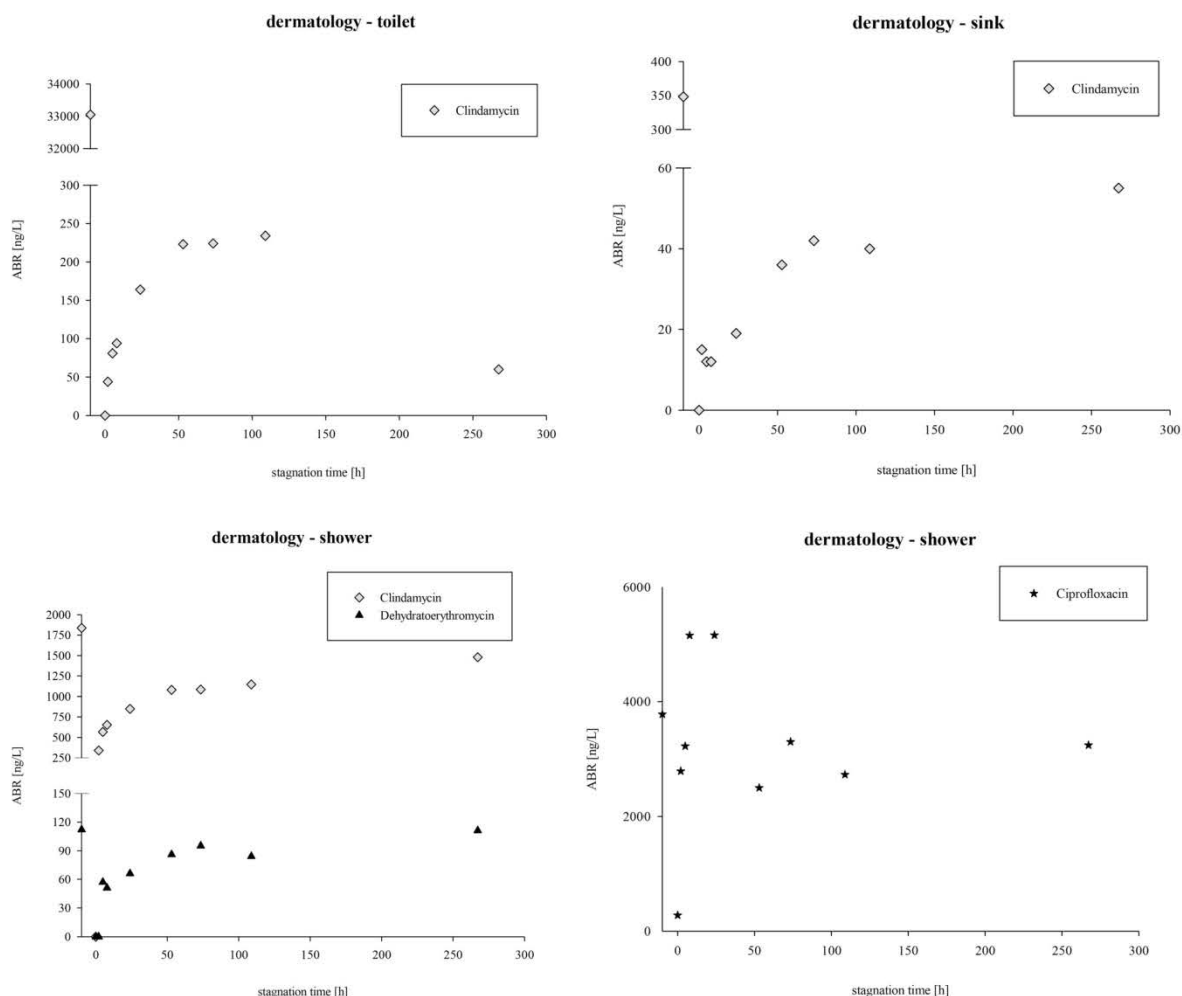 dermatology - toilet
34000
33000
32000
300
250
200
150
100
50
0
ABR [ng/L]
0 50 100 150 200 250 300
stagnation time [h]
Clindamycin
dermatology - sink
400
350
300
60
40
20
0
ABR [ng/L]
0 50 100 150 200 250 300
stagnation time [h]
Clindamycin
dermatology - shower
Clindamycin
Dehydratoerythromycin
2000
1750
1500
1250
1000
750
500
250
150
120
90
60
30
0
ABR [ng/L]
0 50 100 150 200 250 300
stagnation time [h]
dermatology - shower
Ciprofloxacin
6000
4000
2000
0
ABR [ng/L]
0 50 100 150 200 250 300
stagnation time [h]